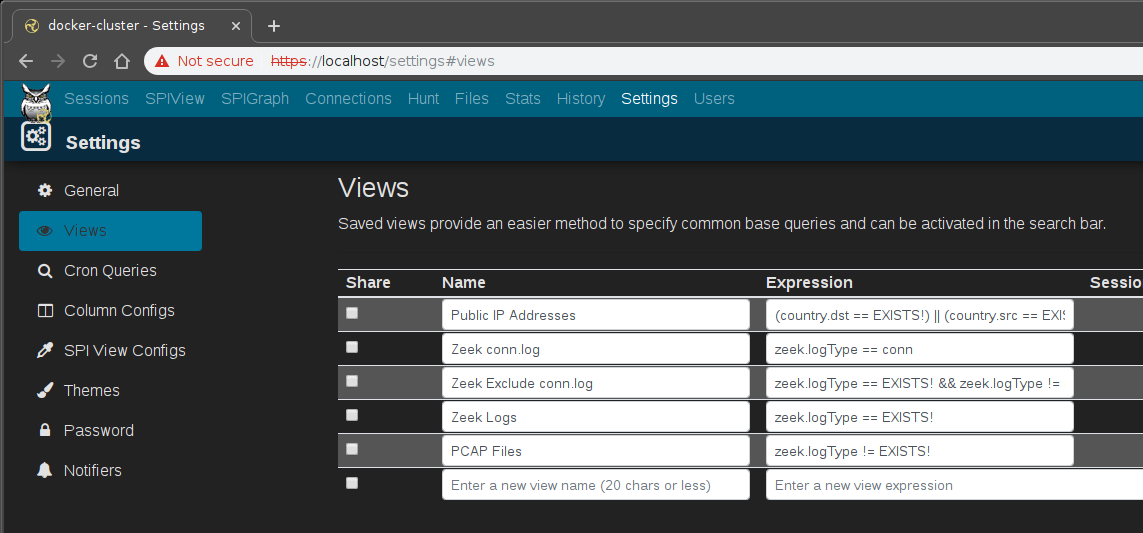 docker-cluster - Settings
Not secure https://localhost/settings#views
Sessions SPIView SPIGraph Connections Hunt Files Stats History Settings Users
Settings
General
Views
Cron Queries
Column Configs
SPI View Configs
Themes
Password
Notifiers
Views
Saved views provide an easier method to specify common base queries and can be activated in the search bar.
Share Name Expression Sessio
Public IP Addresses (country.dst == EXISTS!) || (country.src == EXIS
Zeek conn.log zeek.logType == conn
Zeek Exclude conn.log zeek.logType == EXISTS! && zeek.logType !=
Zeek Logs zeek.logType == EXISTS!
PCAP Files zeek.logType != EXISTS!
Enter a new view name (20 chars or less) Enter a new view expression